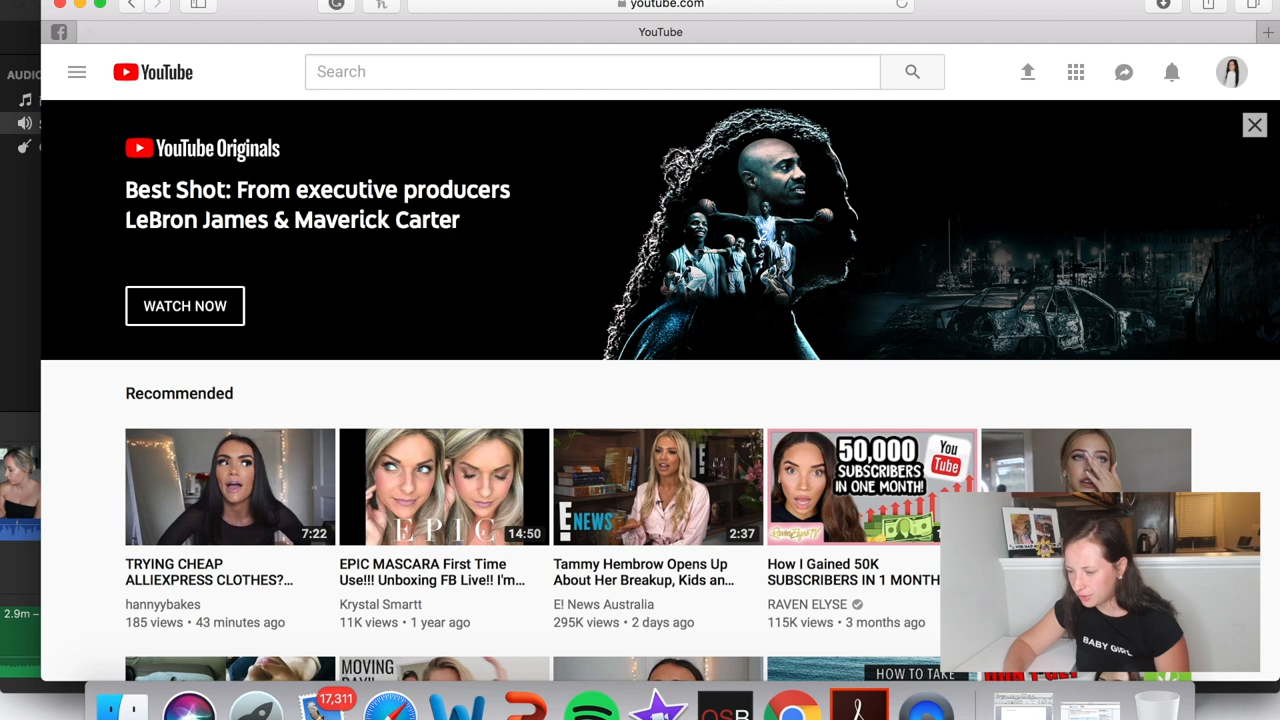 youtube.com
YouTube
AUDIO
YouTube
Search
YouTube Originals
Best Shot: From executive producers
LeBron James & Maverick Carter
WATCH NOW
Recommended
7:22
EPIC
14:50
E!
NEWS
2:37
50,000
SUBSCRIBERS
IN ONE MONTH!
You
Tube
TRYING CHEAP
ALLIEXPRESS CLOTHES?...
hannyybakes
185 views • 43 minutes ago
EPIC MASCARA First Time
Use!!! Unboxing FB Live!! I'm...
Krystal Smartt
11K views • 1 year ago
Tammy Hembrow Opens Up
About Her Breakup, Kids an...
E! News Australia
295K views • 2 days ago
How I Gained 50K
SUBSCRIBERS IN 1 MONTH
RAVEN ELYSE
115K views • 3 months ago
BABY GIRL
2.9m –
MOVING
HOW TO TAKE
17,311